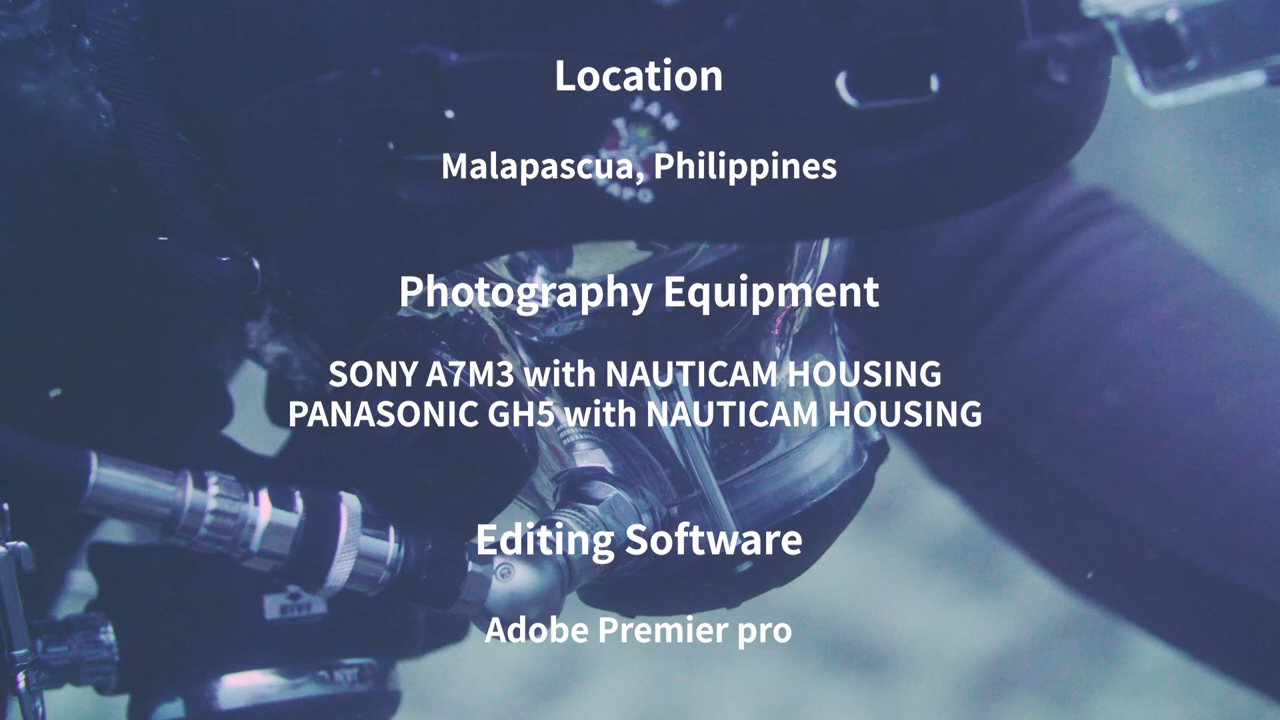 Location
JAN
Malapascua, Philippines
Photography Equipment
SONY A7M3 with NAUTICAM HOUSING
PANASONIC GH5 with NAUTICAM HOUSING
Editing Software
Adobe Premier pro